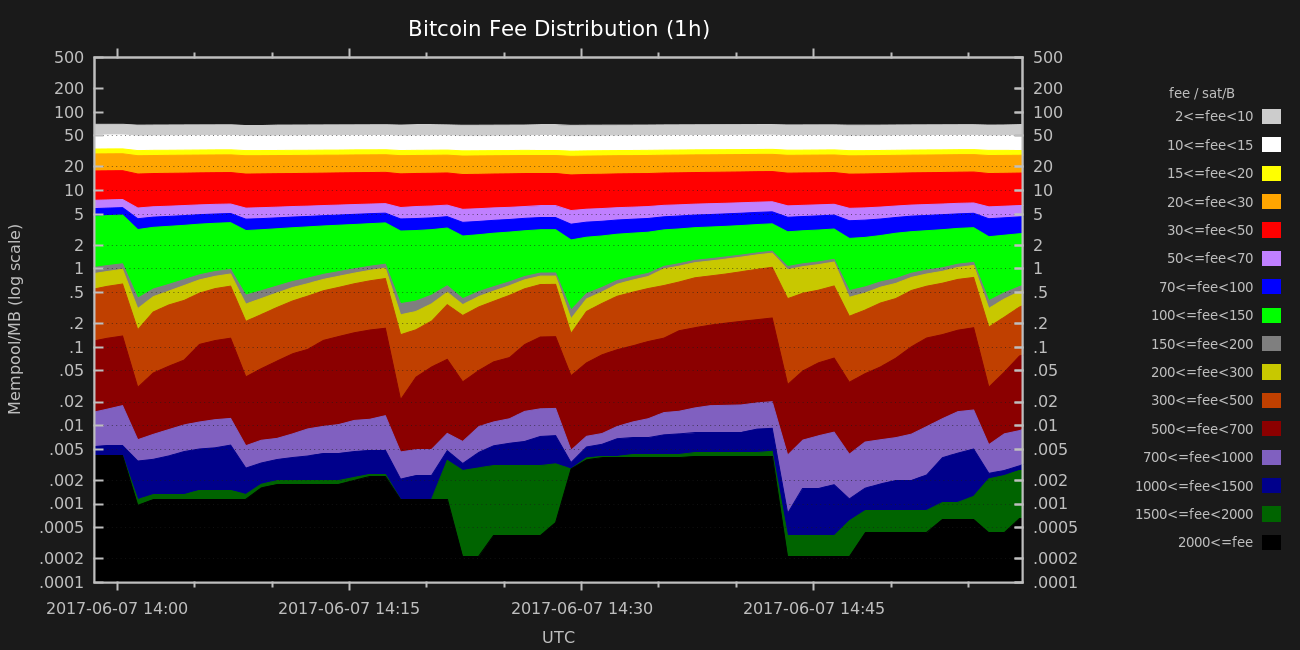 Bitcoin Fee Distribution (1h)
500 500
200 200
100 100
50 50
20 20
10 10
5 5
2 2
1 1
.5 .5
.2 .2
.1 .1
.05 .05
.02 .02
.01 .01
.005 .005
.002 .002
.001 .001
.0005 .0005
.0002 .0002
.0001 .0001
Mempool/MB (log scale)
2017-06-07 14:00 2017-06-07 14:15 2017-06-07 14:30 2017-06-07 14:45
UTC
fee / sat/B
2<=fee<10
10<=fee<15
15<=fee<20
20<=fee<30
30<=fee<50
50<=fee<70
70<=fee<100
100<=fee<150
150<=fee<200
200<=fee<300
300<=fee<500
500<=fee<700
700<=fee<1000
1000<=fee<1500
1500<=fee<2000
2000<=fee